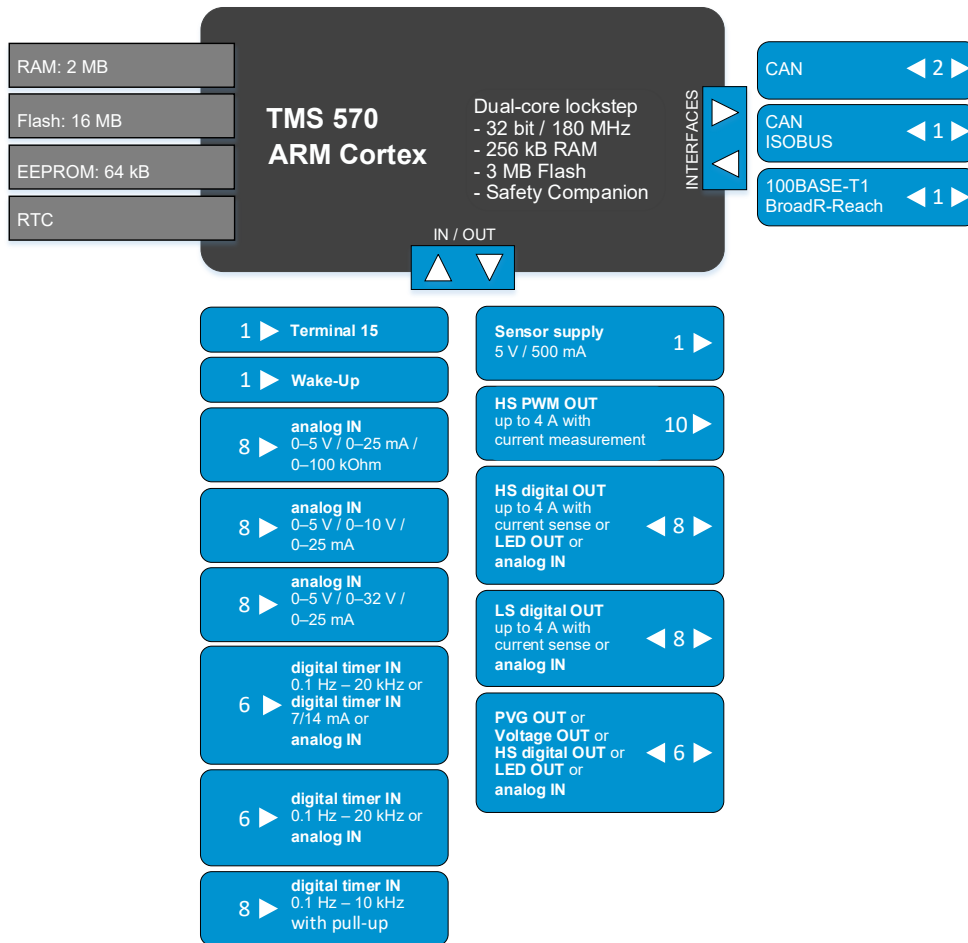 RAM: 2 MB
Flash: 16 MB
EEPROM: 64 kB
RTC
TMS 570
ARM Cortex
Dual-core lockstep
- 32 bit / 180 MHz
- 256 kB RAM
- 3 MB Flash
- Safety Companion
INTERFACES
CAN
2
CAN
ISOBUS
1
100BASE-T1
BroadR-Reach
1
IN / OUT
1 Terminal 15
1 Wake-Up
8
analog IN
0–5 V / 0–25 mA /
0–100 kOhm
8
analog IN
0–5 V / 0–10 V /
0–25 mA
8
analog IN
0–5 V / 0–32 V /
0–25 mA
6
digital timer IN
0.1 Hz – 20 kHz or
digital timer IN
7/14 mA or
analog IN
6
digital timer IN
0.1 Hz – 20 kHz or
analog IN
8
digital timer IN
0.1 Hz – 10 kHz
with pull-up
Sensor supply
5 V / 500 mA
1
HS PWM OUT
up to 4 A with
current measurement
10
HS digital OUT
up to 4 A with
current sense or
LED OUT or
analog IN
8
LS digital OUT
up to 4 A with
current sense or
analog IN
8
PVG OUT or
Voltage OUT or
HS digital OUT or
LED OUT or
analog IN
6